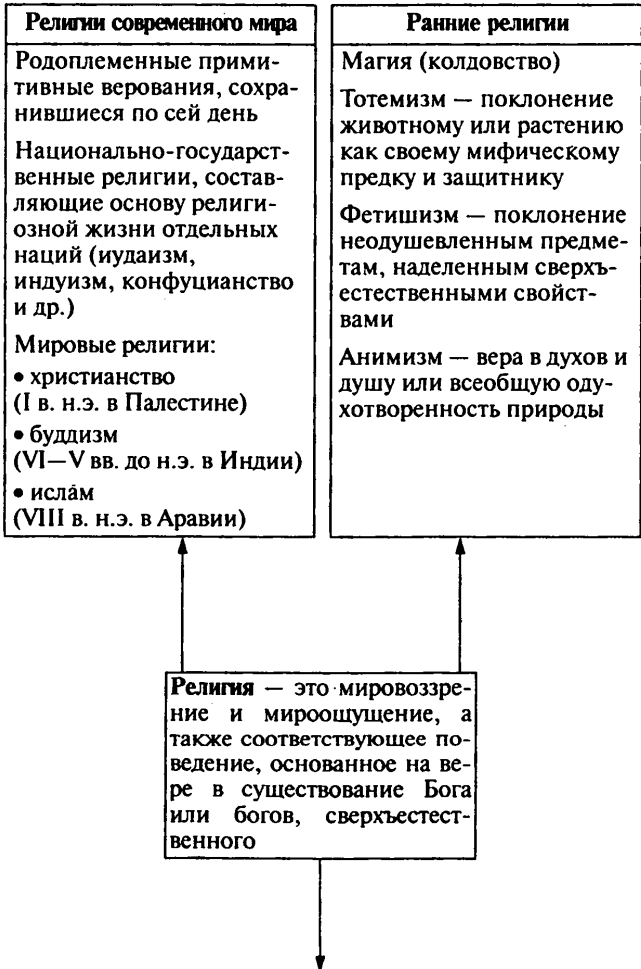 Религии современного мира
Родоплеменные прими-
тивные верования, сохра-
нившиеся по сей день
Национально-государст-
венные религии, состав-
ляющие основу религи-
озной жизни отдельных
наций (иудаизм,
индуизм, конфуцианство
и др.)
Мировые религии:
• христианство
(I в. н.э. в Палестине)
• буддизм
(VI—V вв. до н.э. в Индии)
• исла́м
(VIII в. н.э. в Аравии)
Ранние религии
Магия (колдовство)
Тотемизм — поклонение
животному или растению
как своему мифическому
предку и защитнику
Фетишизм — поклонение
неодушевленным предме-
там, наделенным сверхъ-
естественными свойст-
вами
Анимизм — вера в духов и
душу или всеобщую оду-
хотворенность природы
Религия — это мировоззре-
ние и мироощущение, а
также соответствующее по-
ведение, основанное на ве-
ре в существование Бога
или богов, сверхъестест-
венного